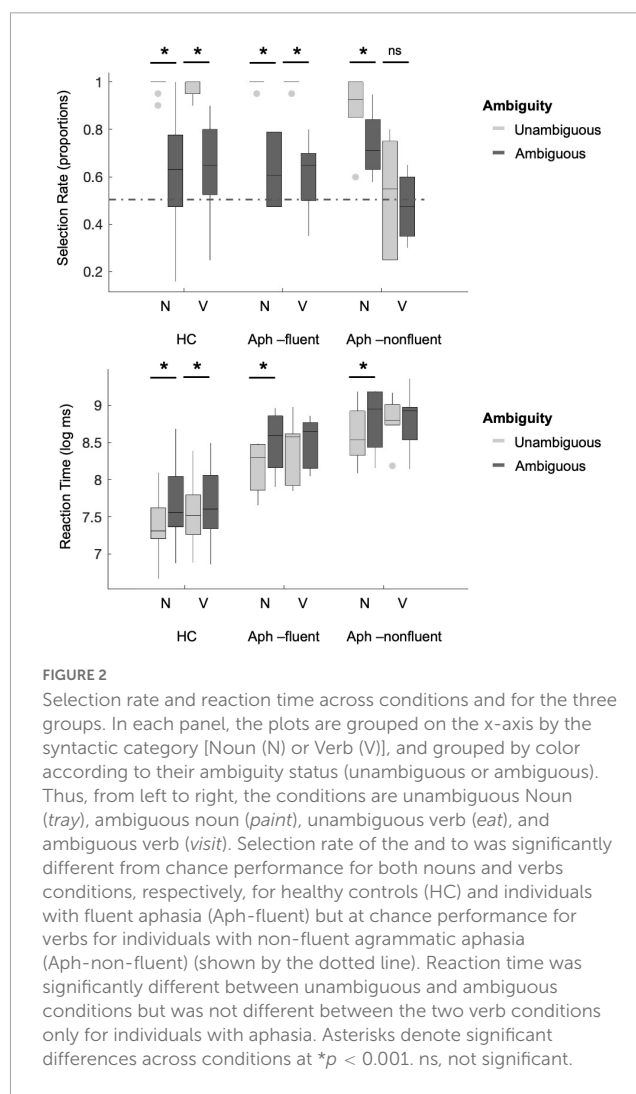 * * * * * ns
1
0.8
0.6
0.4
0.2
Selection Rate (proportions)
Ambiguity
Unambiguous
Ambiguous
N V N V N V
HC Aph –fluent Aph –nonfluent
* * * *
9
8.5
8
7.5
7
Reaction Time (log ms)
Ambiguity
Unambiguous
Ambiguous
N V N V N V
HC Aph –fluent Aph –nonfluent
FIGURE 2
Selection rate and reaction time across conditions and for the three
groups. In each panel, the plots are grouped on the x-axis by the
syntactic category [Noun (N) or Verb (V)], and grouped by color
according to their ambiguity status (unambiguous or ambiguous).
Thus, from left to right, the conditions are unambiguous Noun
(tray), ambiguous noun (paint), unambiguous verb (eat), and
ambiguous verb (visit). Selection rate of the and to was significantly
different from chance performance for both nouns and verbs
conditions, respectively, for healthy controls (HC) and individuals
with fluent aphasia (Aph-fluent) but at chance performance for
verbs for individuals with non-fluent agrammatic aphasia
(Aph-non-fluent) (shown by the dotted line). Reaction time was
significantly different between unambiguous and ambiguous
conditions but was not different between the two verb conditions
only for individuals with aphasia. Asterisks denote significant
differences across conditions at *p < 0.001. ns, not significant.